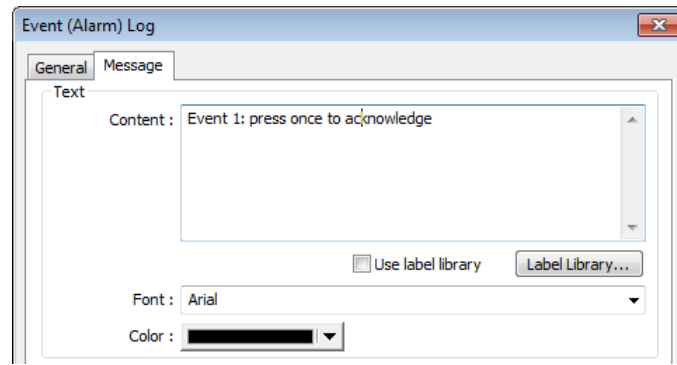 Event (Alarm) Log
General Message
Text
Content : Event 1: press once to acknowledge
Use label library Label Library...
Font : Arial
Color :